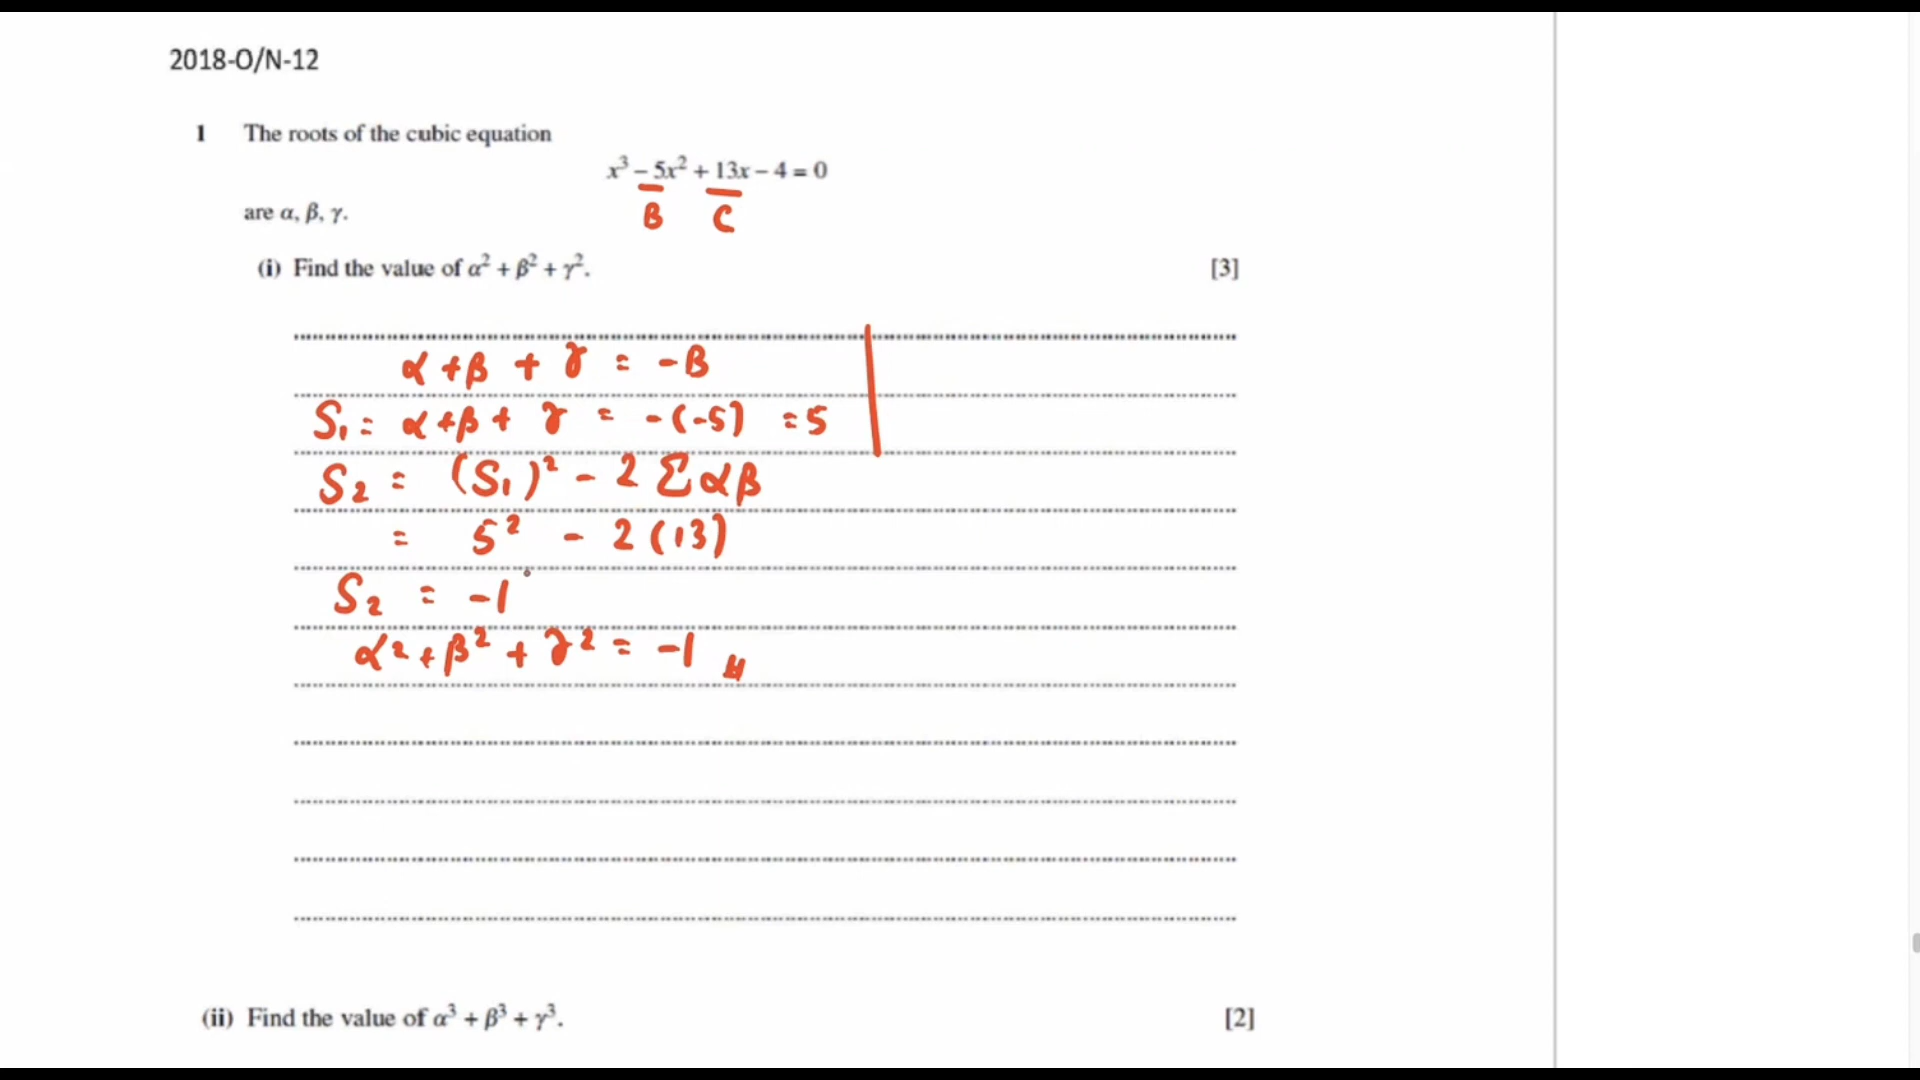 2018-O/N-12
1 The roots of the cubic equation
x³ − 5x² + 13x − 4 = 0
B C
are α, β, γ.
(i) Find the value of α² + β² + γ². [3]
α + β + γ = -B
S₁ = α + β + γ = -(-5) = 5
S₂ = (S₁)² - 2 Σαβ
= 5² - 2(13)
S₂ = -1
α² + β² + γ² = -1
(ii) Find the value of α³ + β³ + γ³. [2]